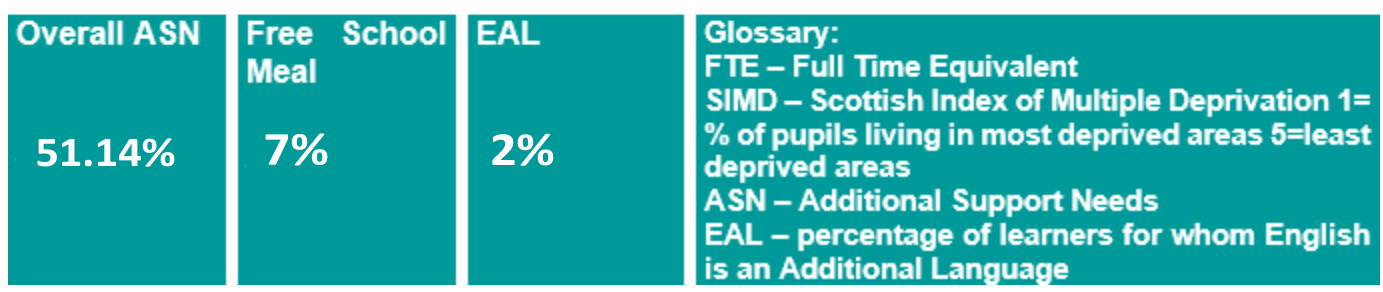 Overall ASN
51.14%
Free School
Meal
7%
EAL
2%
Glossary:
FTE – Full Time Equivalent
SIMD – Scottish Index of Multiple Deprivation 1=
% of pupils living in most deprived areas 5=least
deprived areas
ASN – Additional Support Needs
EAL – percentage of learners for whom English
is an Additional Language